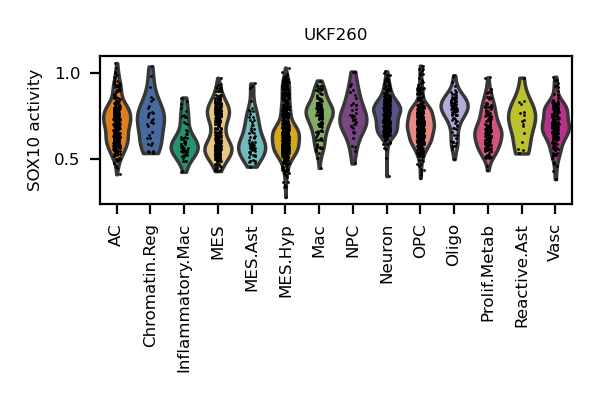 UKF260
SOX10 activity
1.0
0.5
AC
Chromatin.Reg
Inflammatory.Mac
MES
MES.Ast
MES.Hyp
Mac
NPC
Neuron
OPC
Oligo
Prolif.Metab
Reactive.Ast
Vasc